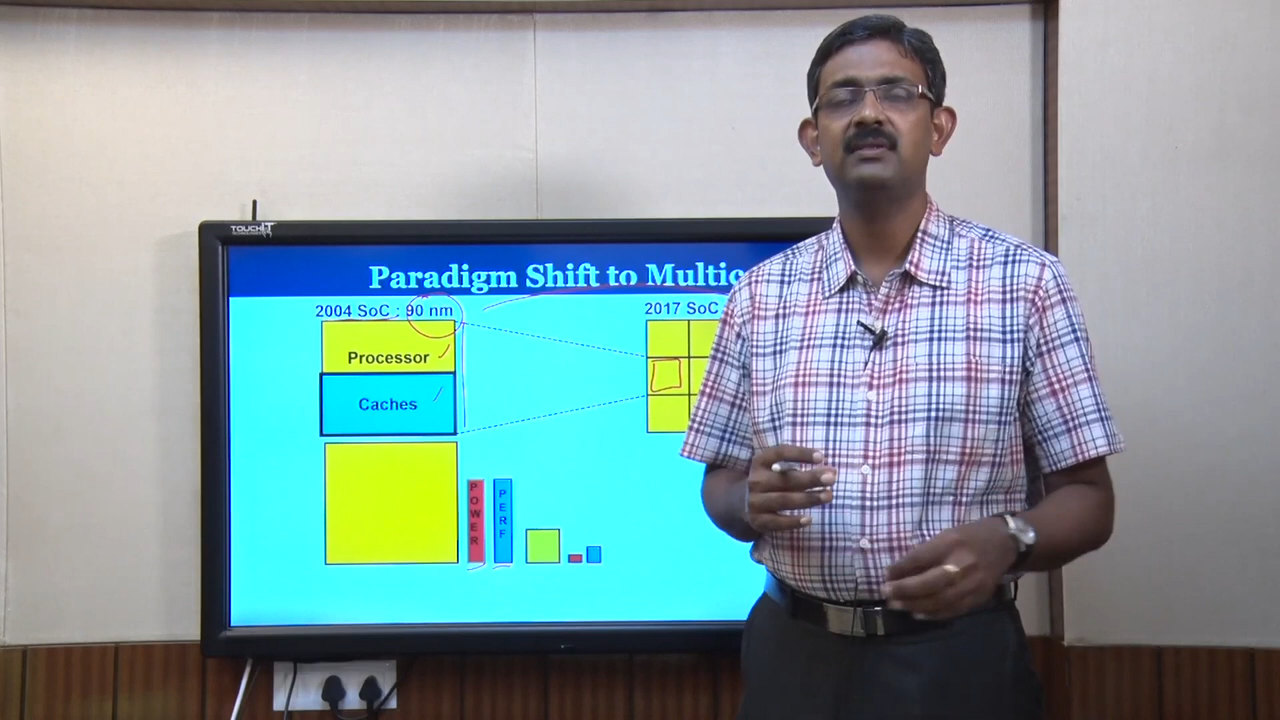 TOUCHIT
Paradigm Shift to Multic
2004 SoC : 90 nm
2017 SoC
Processor
Caches
POWER
PERF